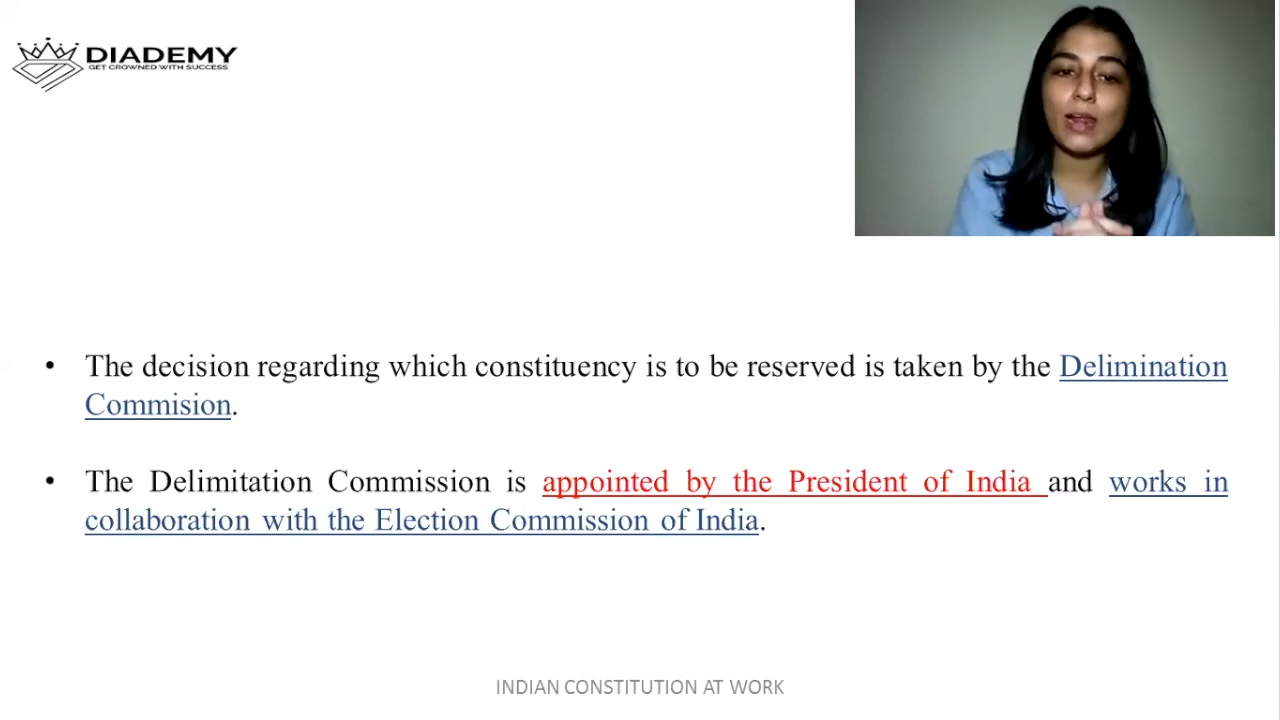 DIADEMY
GET CROWNED WITH SUCCESS
• The decision regarding which constituency is to be reserved is taken by the Delimination
Commision.
• The Delimitation Commission is appointed by the President of India and works in
collaboration with the Election Commission of India.
INDIAN CONSTITUTION AT WORK